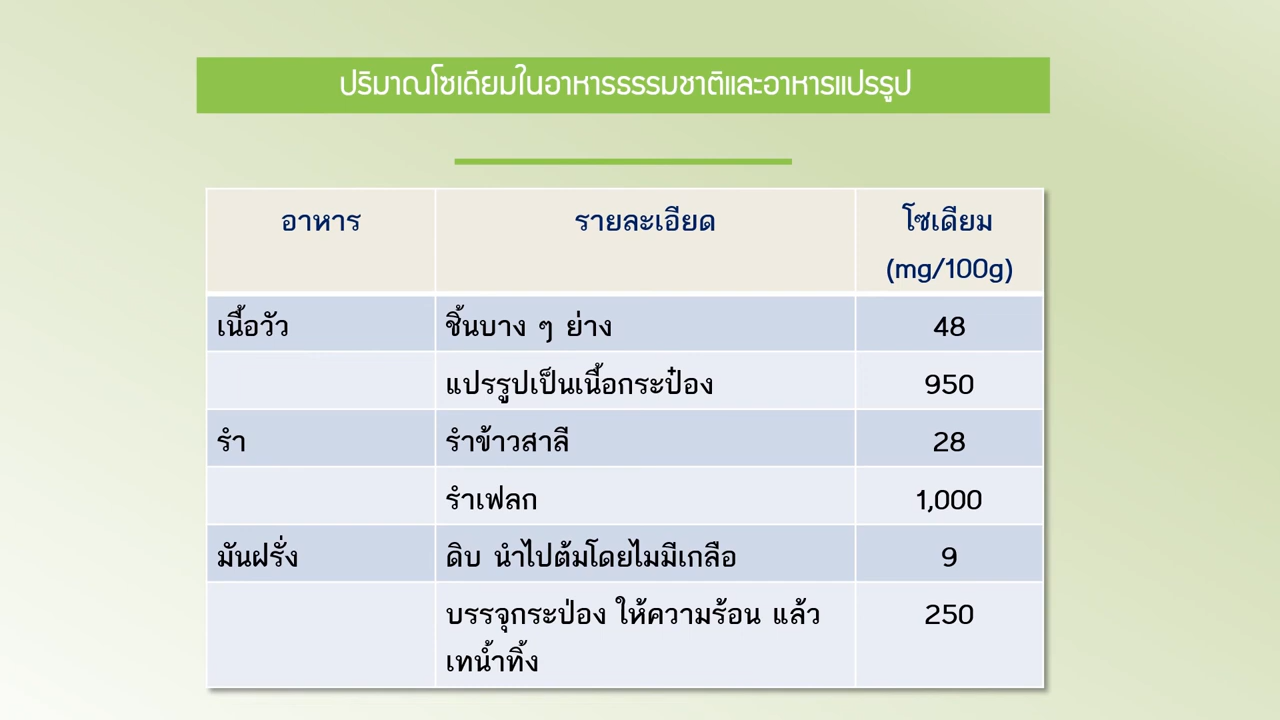 ปริมาณโซเดียมในอาหารธรรมชาติและอาหารแปรรูป
อาหาร รายละเอียด โซเดียม
(mg/100g)
เนื้อวัว ชิ้นบาง ๆ ย่าง 48
แปรรูปเป็นเนื้อกระป๋อง 950
รำ รำข้าวสาลี 28
รำเฟลก 1,000
มันฝรั่ง ดิบ นำไปต้มโดยไมมีเกลือ 9
บรรจุกระป่อง ให้ความร้อน แล้ว 250
เทน้ำทิ้ง